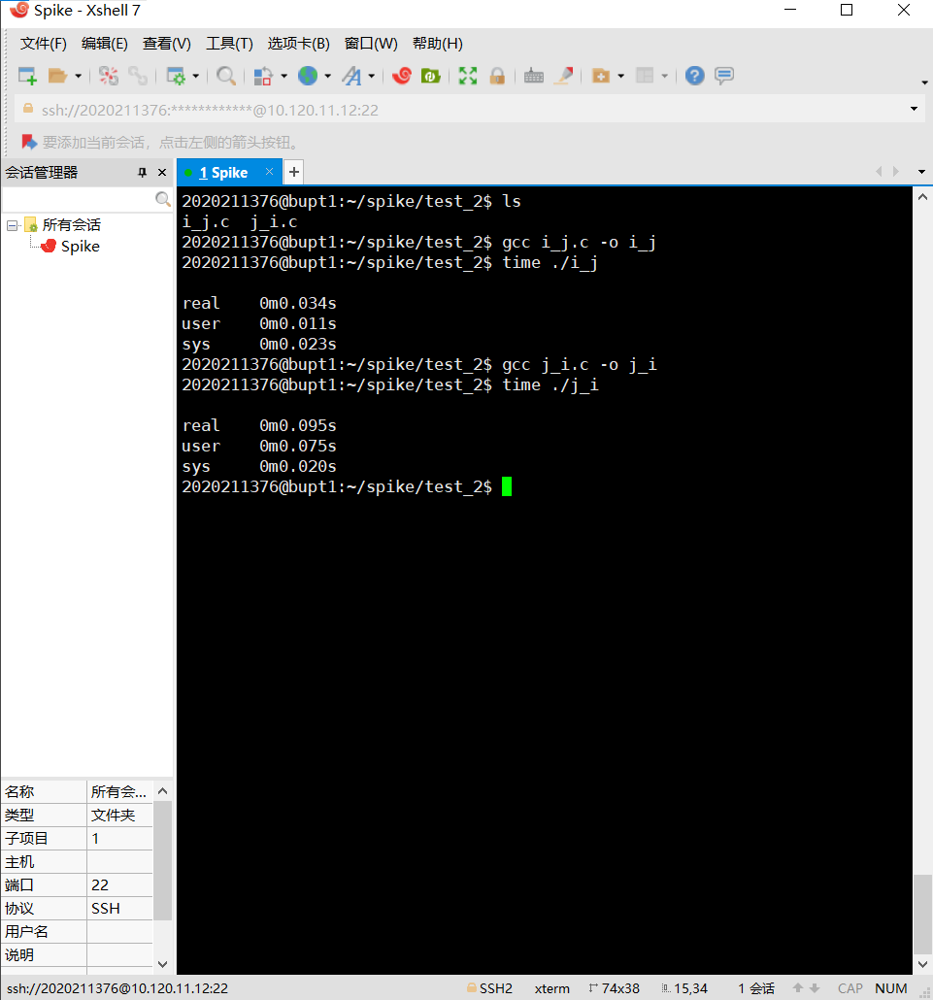 Spike - Xshell 7
文件(F) 编辑(E) 查看(V) 工具(T) 选项卡(B) 窗口(W) 帮助(H)
ssh://2020211376:************@10.120.11.12:22
要添加当前会话，点击左侧的箭头按钮。
会话管理器
1 Spike
所有会话
Spike
2020211376@bupt1:~/spike/test_2$ ls
i_j.c  j_i.c
2020211376@bupt1:~/spike/test_2$ gcc i_j.c -o i_j
2020211376@bupt1:~/spike/test_2$ time ./i_j
real    0m0.034s
user    0m0.011s
sys     0m0.023s
2020211376@bupt1:~/spike/test_2$ gcc j_i.c -o j_i
2020211376@bupt1:~/spike/test_2$ time ./j_i
real    0m0.095s
user    0m0.075s
sys     0m0.020s
2020211376@bupt1:~/spike/test_2$
名称 所有会...
类型 文件夹
子项目 1
主机
端口 22
协议 SSH
用户名
说明
ssh://2020211376@10.120.11.12:22 SSH2 xterm 74x38 15,34 1 会话 CAP NUM